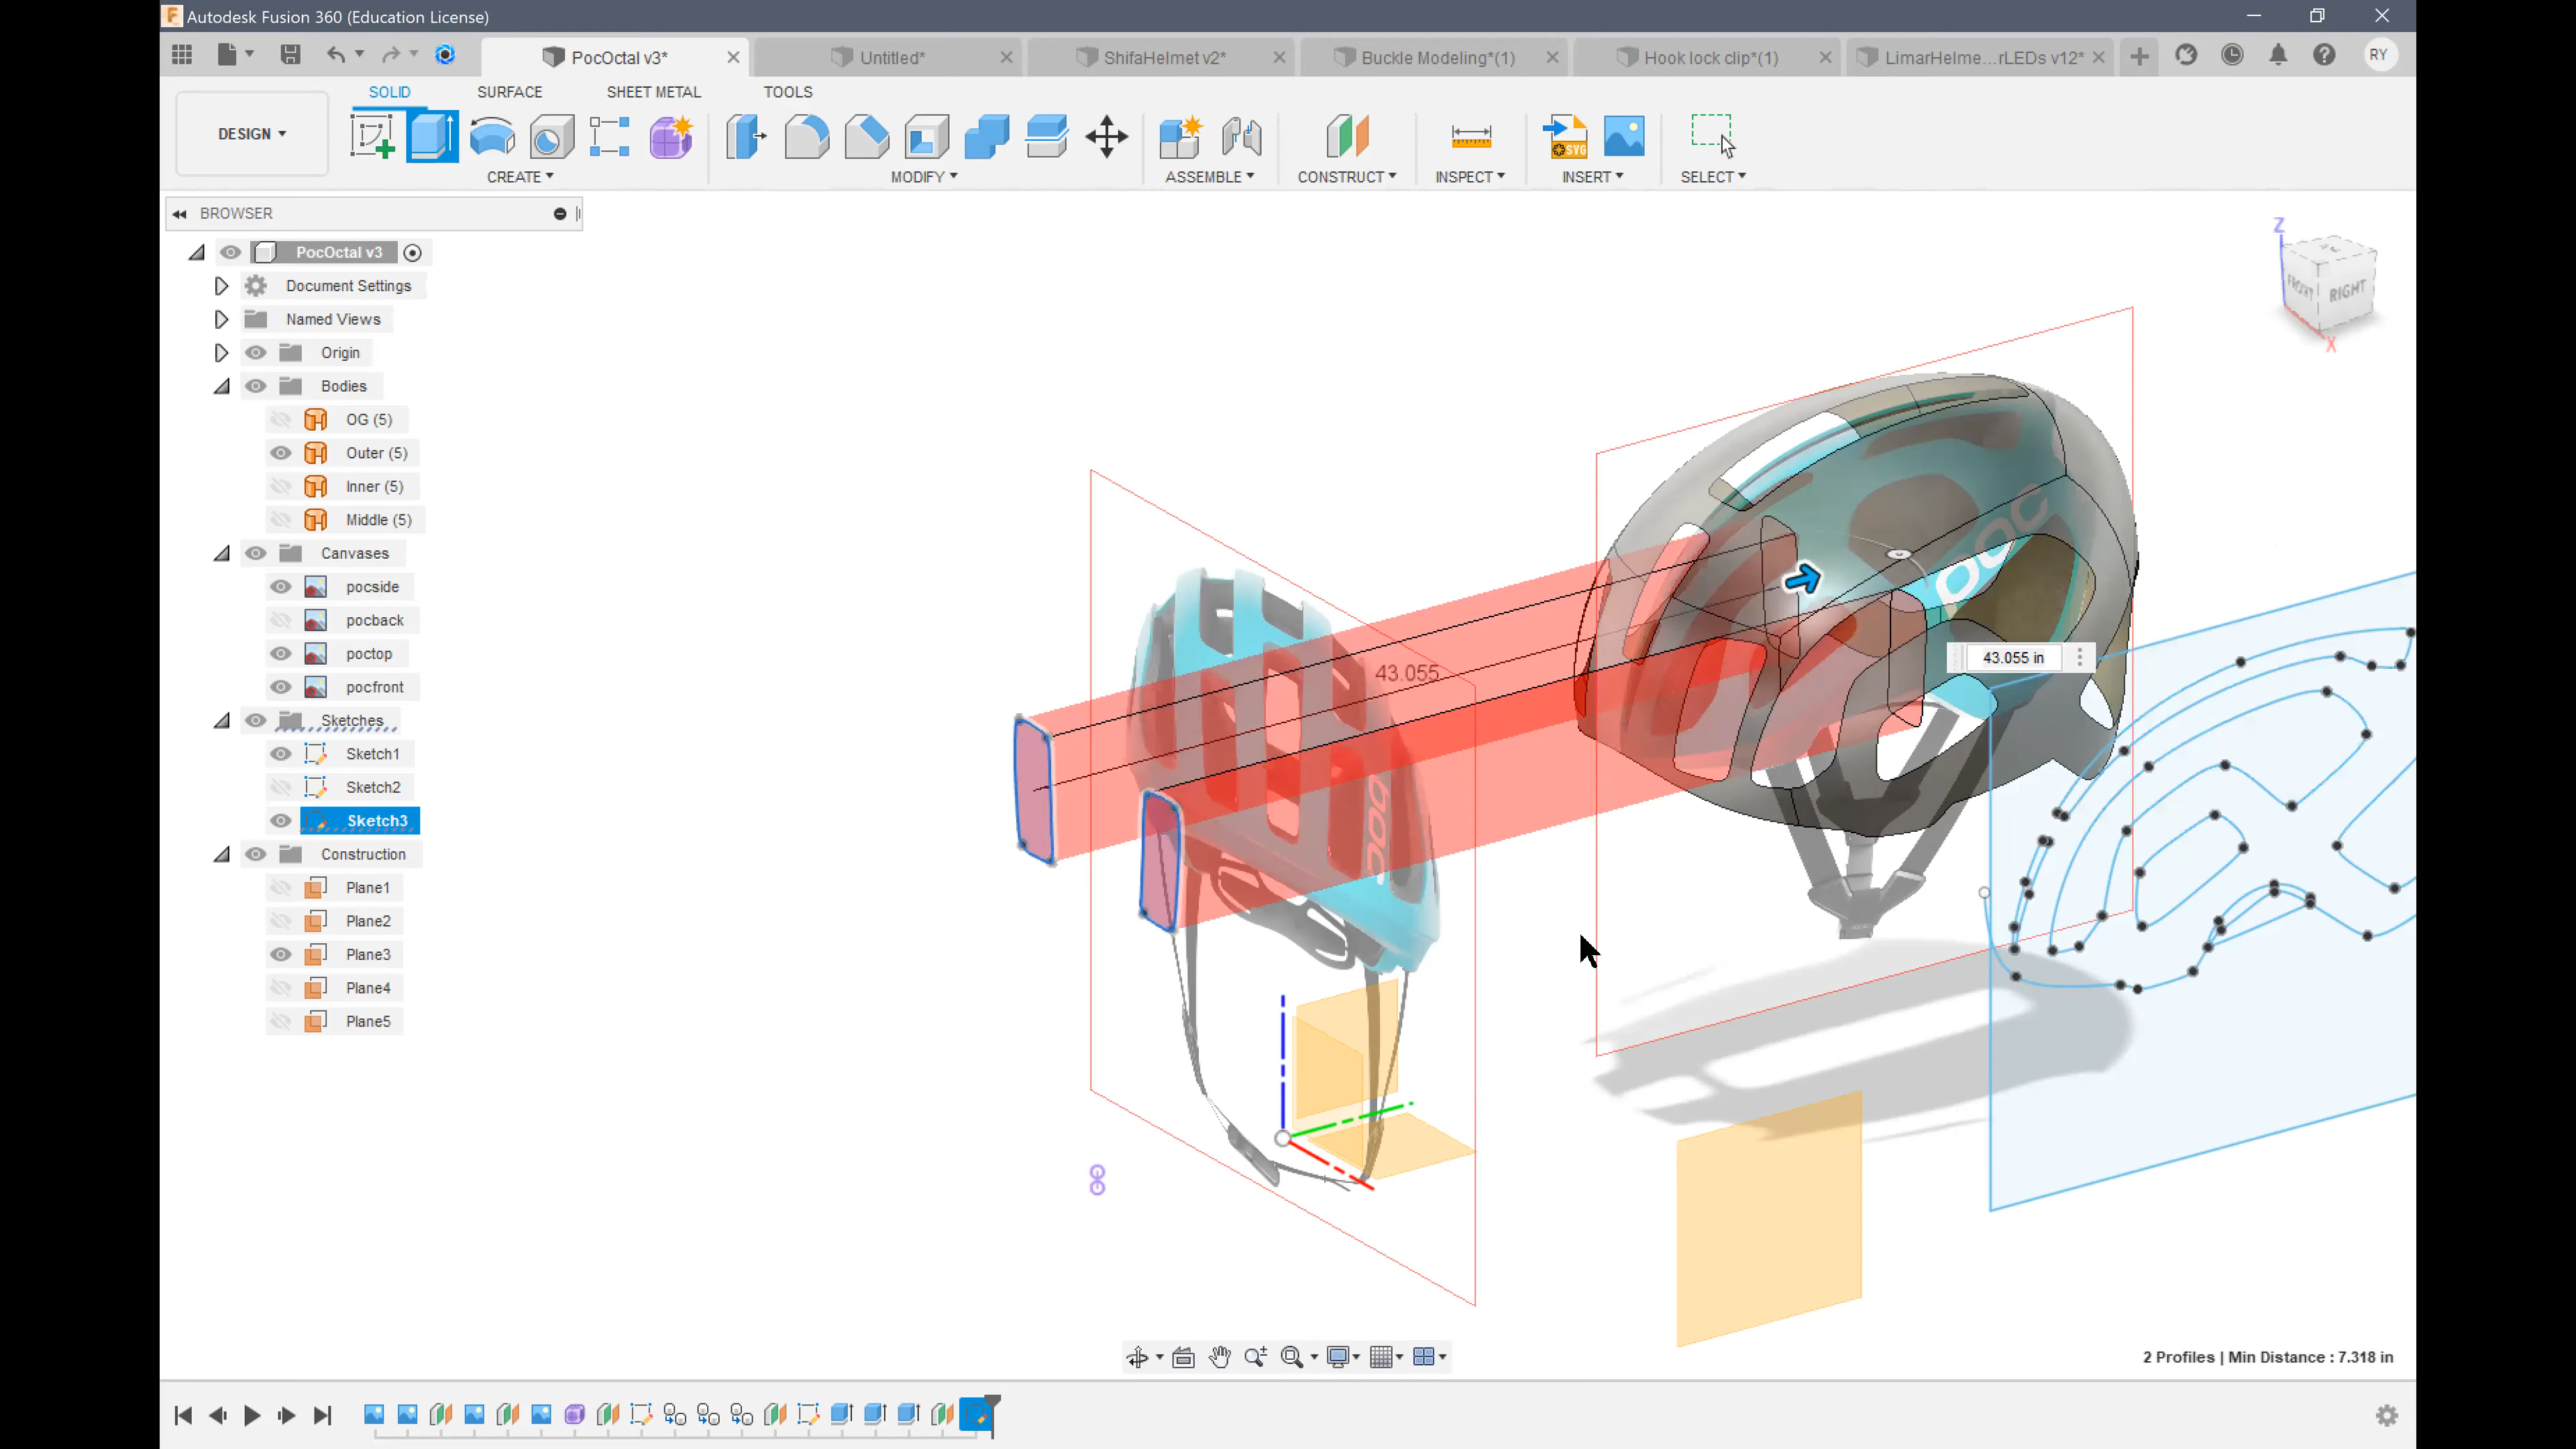 Autodesk Fusion 360 (Education License)
PocOctal v3*
Untitled*
ShifaHelmet v2*
Buckle Modeling*(1)
Hook lock clip*(1)
LimarHelme...rLEDs v12*
RY
SOLID
SURFACE
SHEET METAL
TOOLS
DESIGN
CREATE
MODIFY
ASSEMBLE
CONSTRUCT
INSPECT
SVG
INSERT
SELECT
BROWSER
PocOctal v3
Document Settings
Named Views
Origin
Bodies
OG (5)
Outer (5)
Inner (5)
Middle (5)
Canvases
pocside
pocback
poctop
pocfront
Sketches
Sketch1
Sketch2
Sketch3
Construction
Plane1
Plane2
Plane3
Plane4
Plane5
Z
FRONT
RIGHT
X
poc
43.055
43.055 in
poc
2 Profiles | Min Distance : 7.318 in